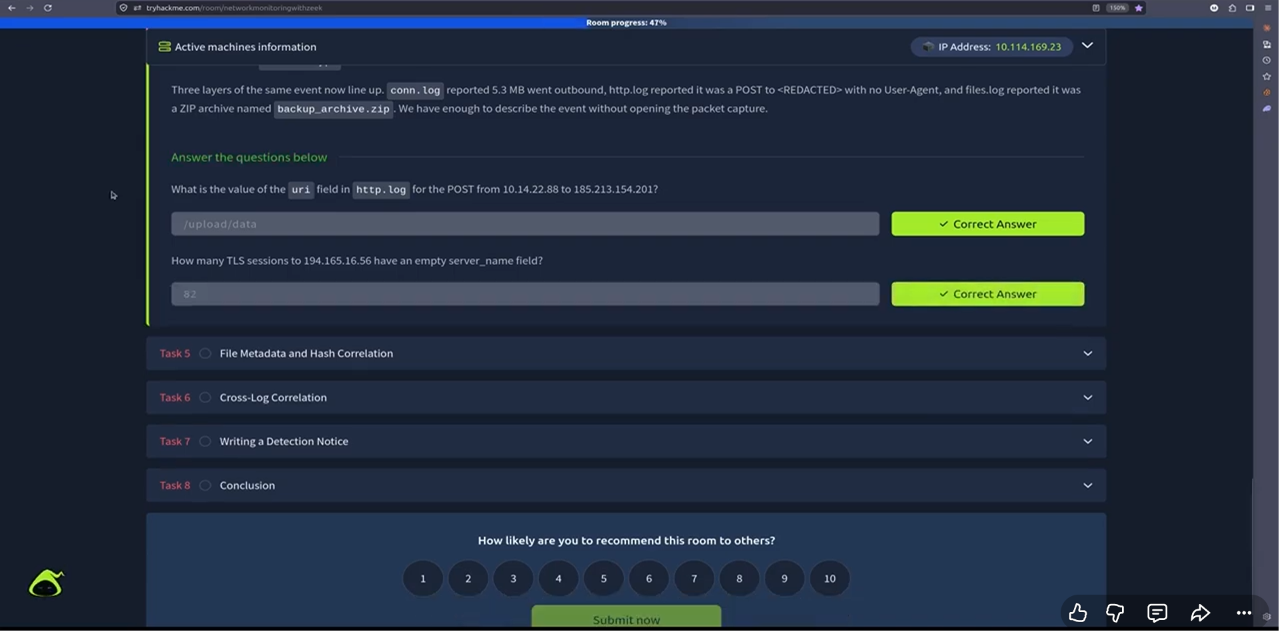 tryhackme.com/room/networkmonitoringwithzeek
150%
Room progress: 47%
Active machines information
IP Address: 10.114.169.23
Three layers of the same event now line up. conn.log reported 5.3 MB went outbound, http.log reported it was a POST to <REDACTED> with no User-Agent, and files.log reported it was
a ZIP archive named backup_archive.zip. We have enough to describe the event without opening the packet capture.
Answer the questions below
What is the value of the uri field in http.log for the POST from 10.14.22.88 to 185.213.154.201?
/upload/data
Correct Answer
How many TLS sessions to 194.165.16.56 have an empty server_name field?
82
Correct Answer
Task 5 File Metadata and Hash Correlation
Task 6 Cross-Log Correlation
Task 7 Writing a Detection Notice
Task 8 Conclusion
How likely are you to recommend this room to others?
1 2 3 4 5 6 7 8 9 10
Submit now